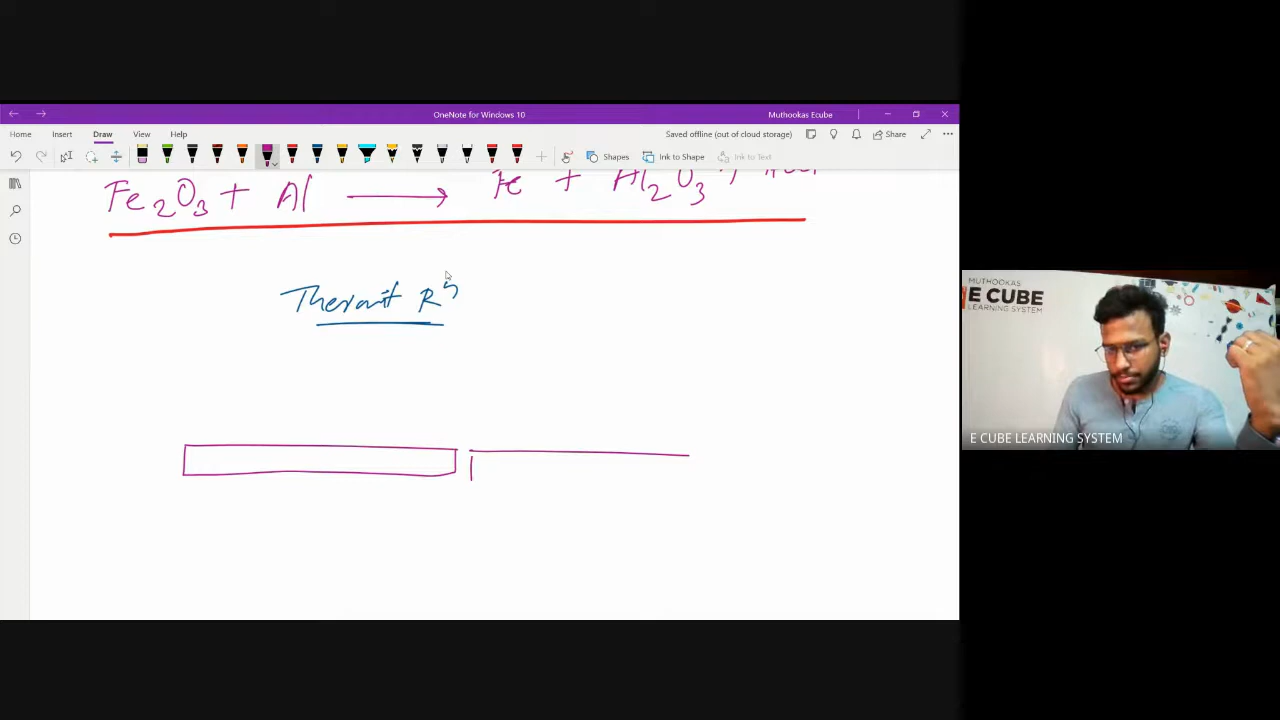 OneNote for Windows 10
Muthookas Ecube
Home Insert Draw View Help
Saved offline (out of cloud storage)
Share
Shapes
Ink to Shape
Ink to Text
Fe2O3 + Al → Fe + Al2O3 +
Thermit Rn
MUTHOOKAS
E CUBE
LEARNING SYSTEM
E CUBE LEARNING SYSTEM